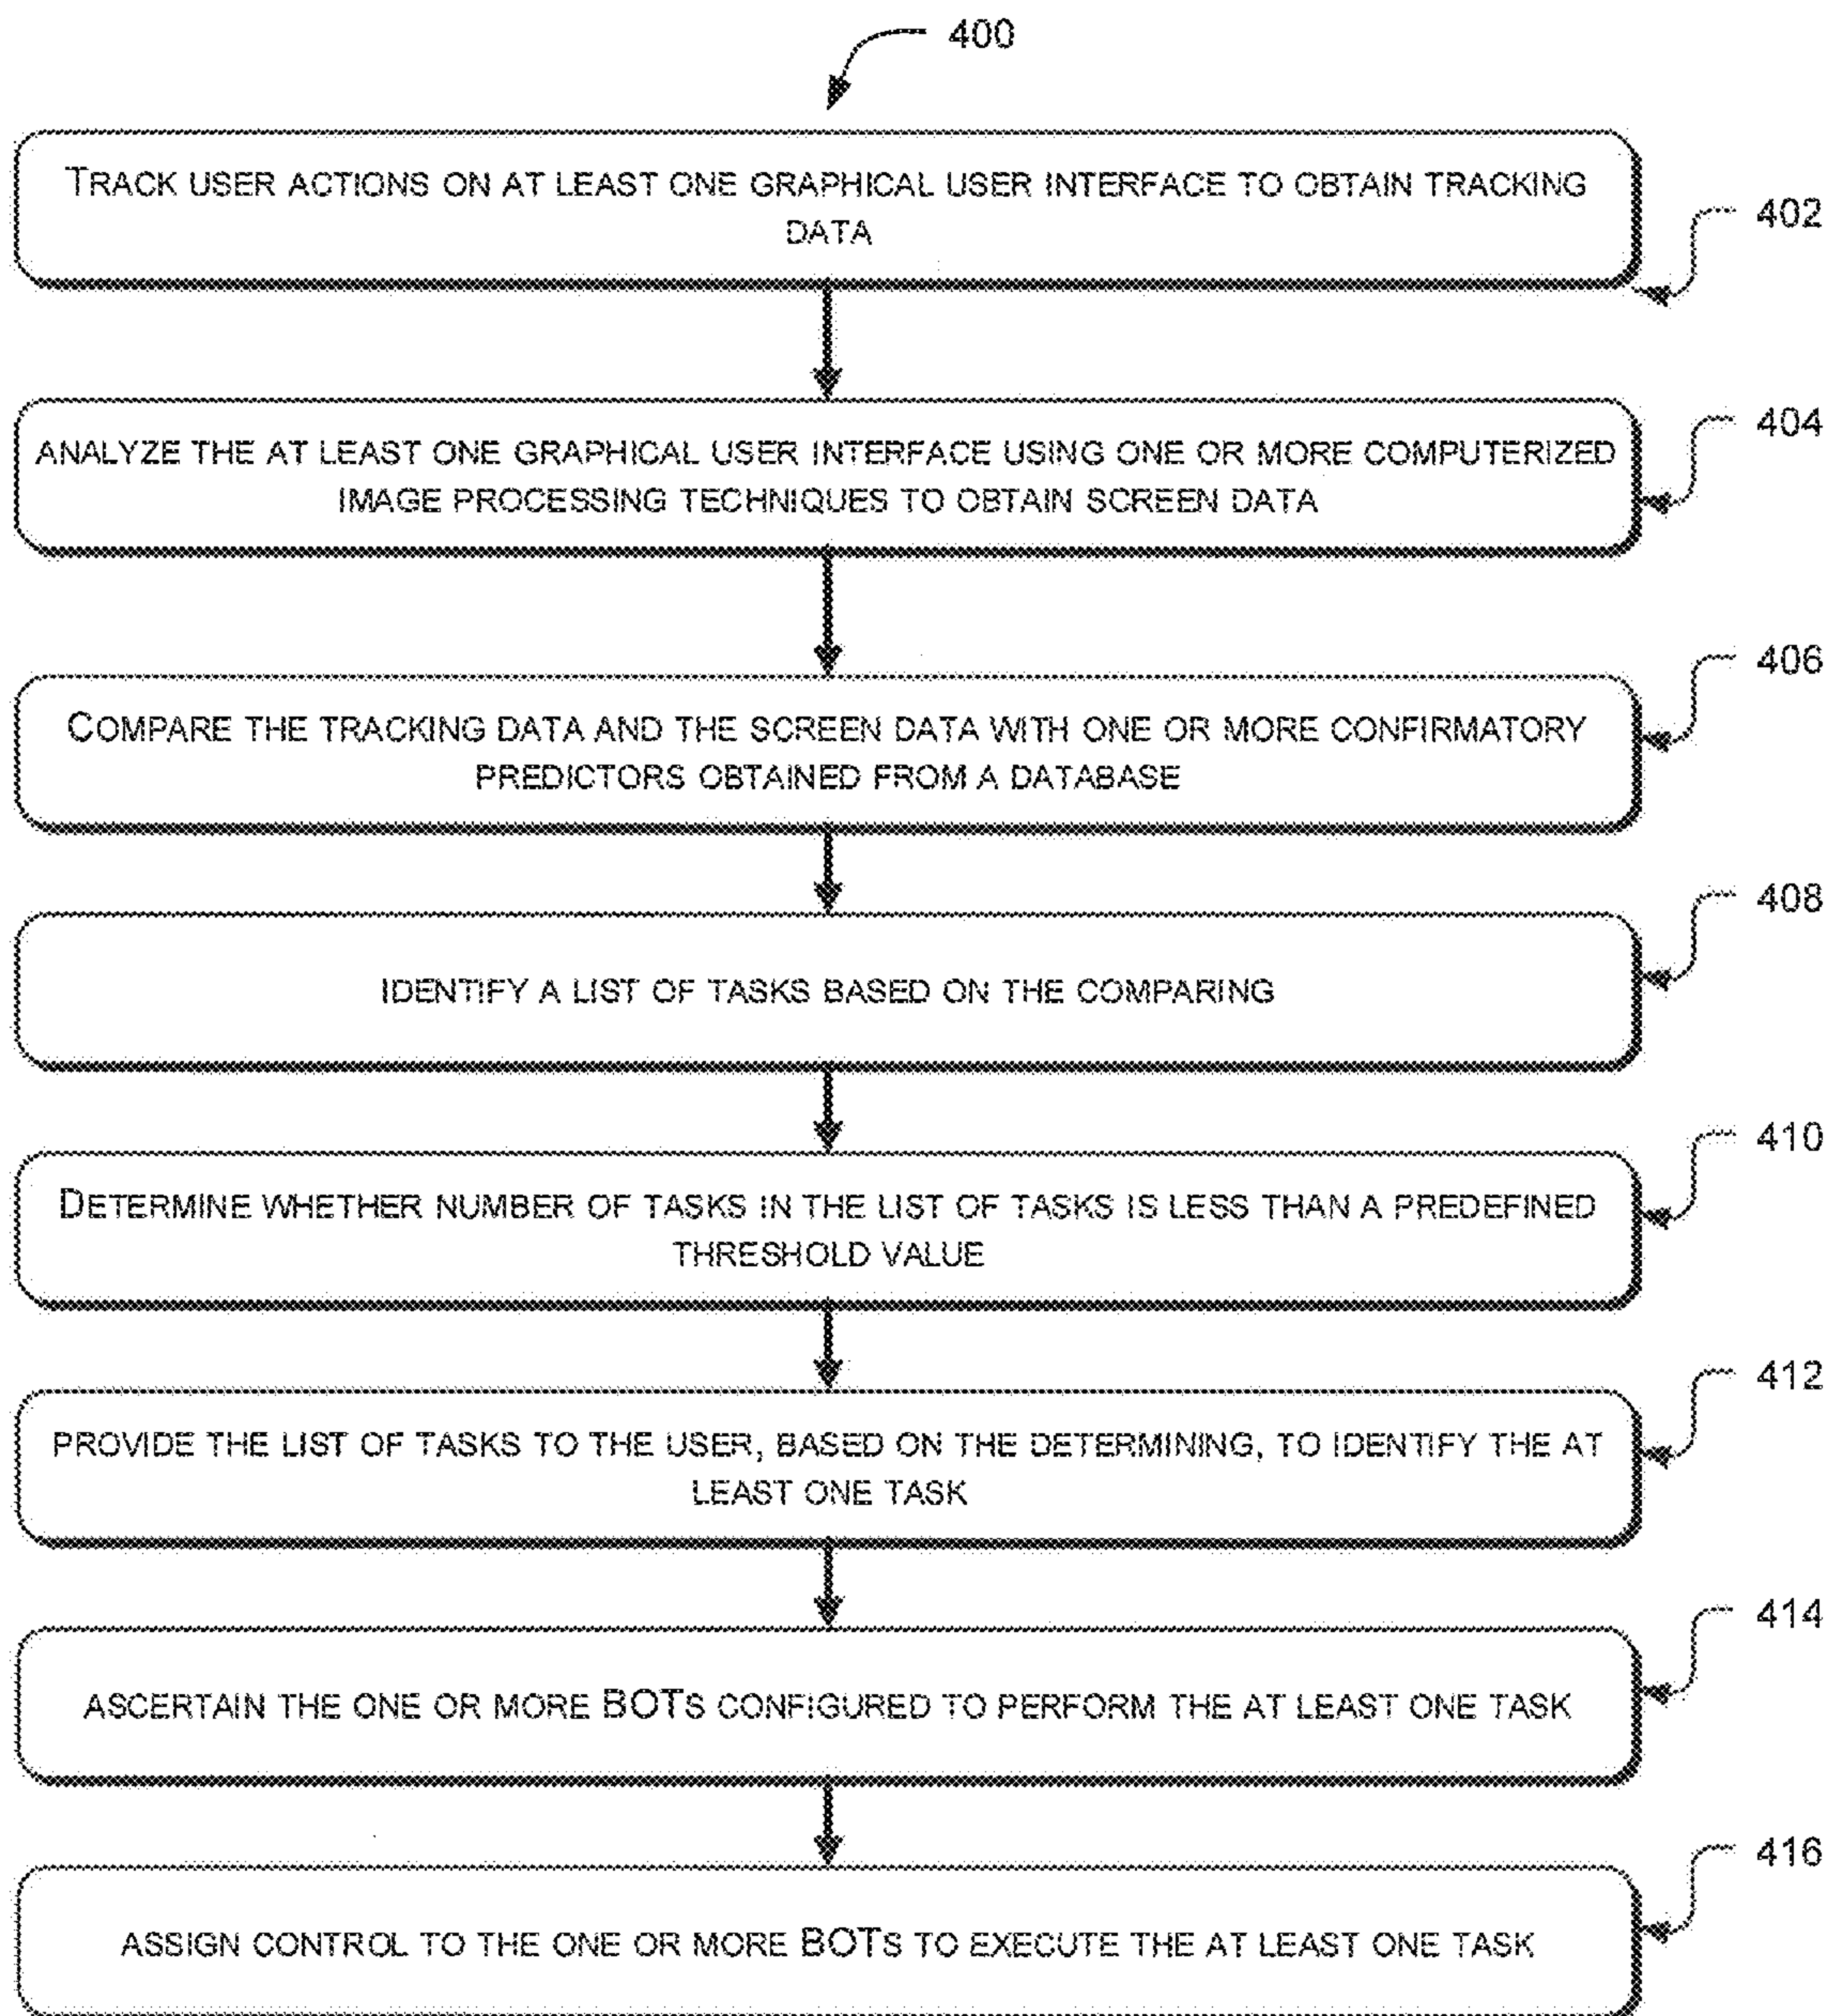 400
TRACK USER ACTIONS ON AT LEAST ONE GRAPHICAL USER INTERFACE TO OBTAIN TRACKING
DATA
402
ANALYZE THE AT LEAST ONE GRAPHICAL USER INTERFACE USING ONE OR MORE COMPUTERIZED
IMAGE PROCESSING TECHNIQUES TO OBTAIN SCREEN DATA
404
COMPARE THE TRACKING DATA AND THE SCREEN DATA WITH ONE OR MORE CONFIRMATORY
PREDICTORS OBTAINED FROM A DATABASE
406
IDENTIFY A LIST OF TASKS BASED ON THE COMPARING
408
DETERMINE WHETHER NUMBER OF TASKS IN THE LIST OF TASKS IS LESS THAN A PREDEFINED
THRESHOLD VALUE
410
PROVIDE THE LIST OF TASKS TO THE USER, BASED ON THE DETERMINING, TO IDENTIFY THE AT
LEAST ONE TASK
412
ASCERTAIN THE ONE OR MORE BOTS CONFIGURED TO PERFORM THE AT LEAST ONE TASK
414
ASSIGN CONTROL TO THE ONE OR MORE BOTS TO EXECUTE THE AT LEAST ONE TASK
416